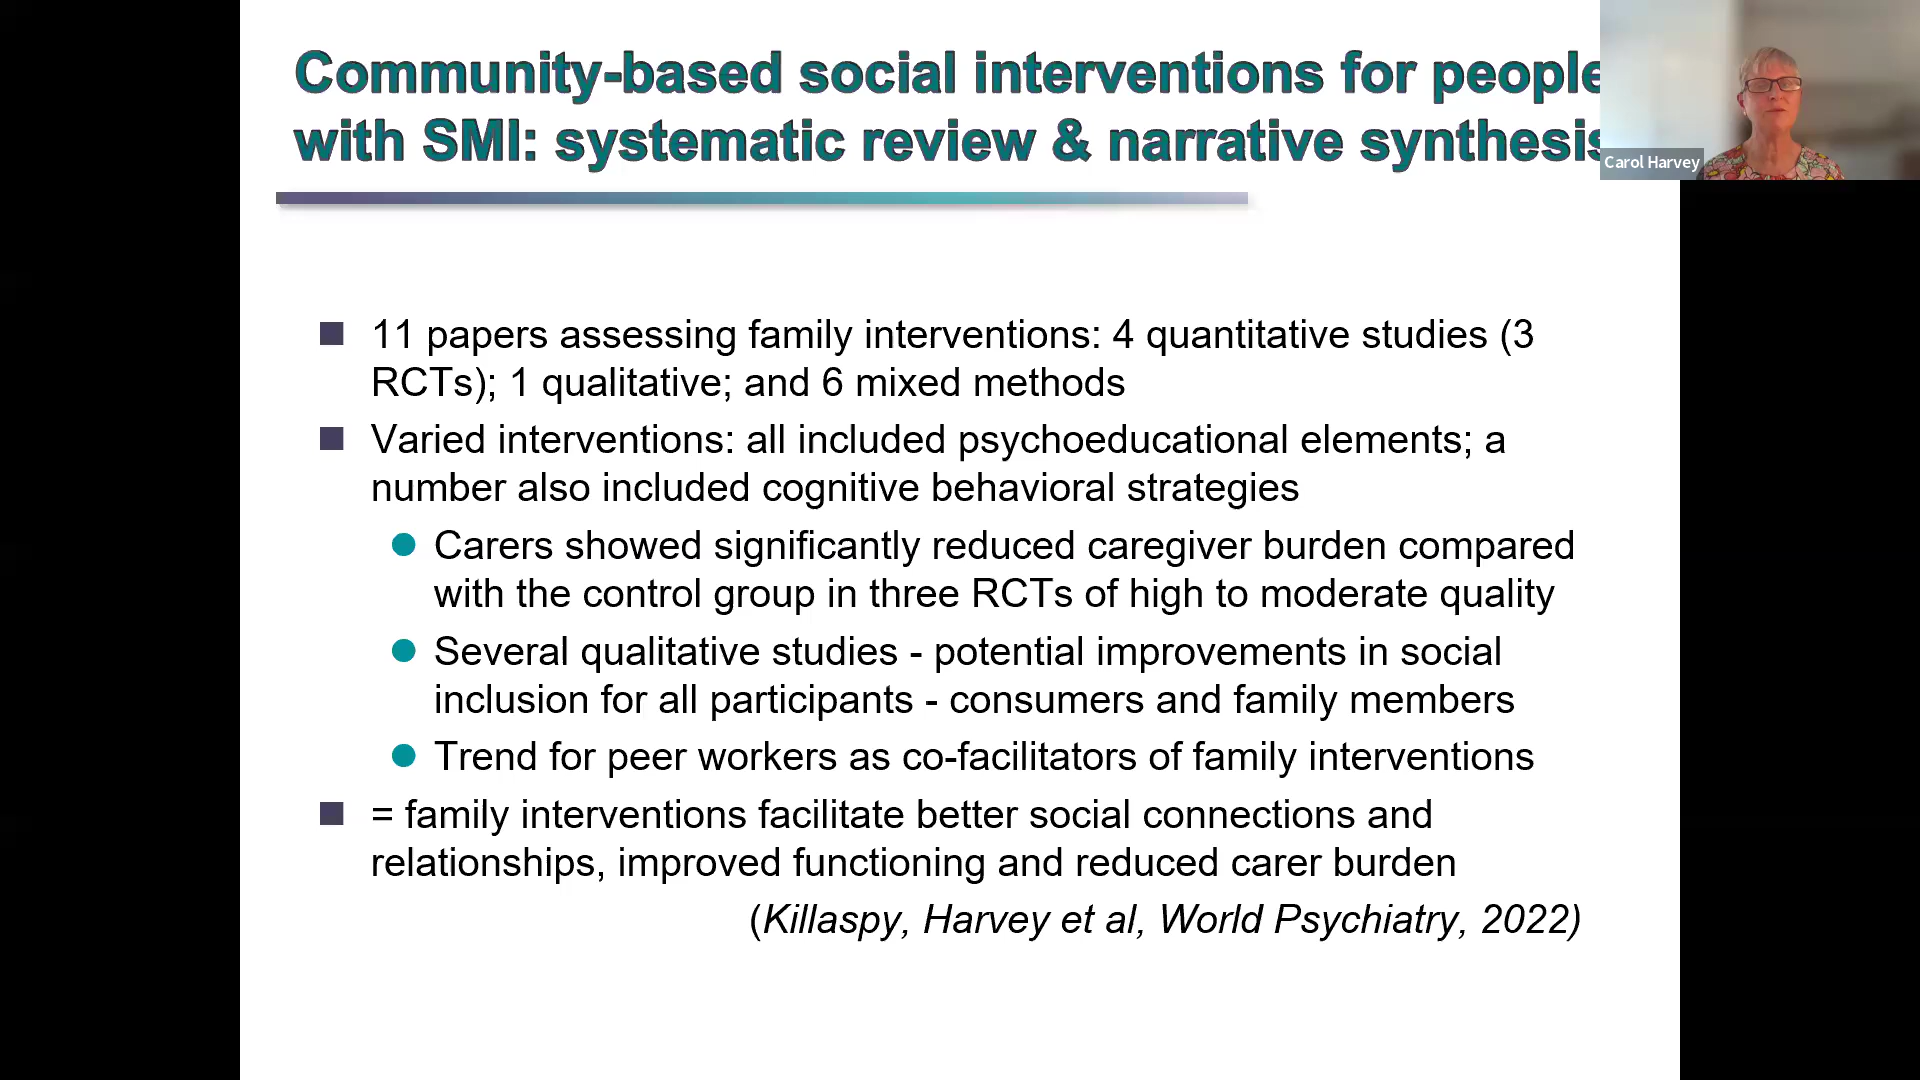 Community-based social interventions for people
with SMI: systematic review & narrative synthesis
Carol Harvey
11 papers assessing family interventions: 4 quantitative studies (3
RCTs); 1 qualitative; and 6 mixed methods
Varied interventions: all included psychoeducational elements; a
number also included cognitive behavioral strategies
Carers showed significantly reduced caregiver burden compared
with the control group in three RCTs of high to moderate quality
Several qualitative studies - potential improvements in social
inclusion for all participants - consumers and family members
Trend for peer workers as co-facilitators of family interventions
= family interventions facilitate better social connections and
relationships, improved functioning and reduced carer burden
(Killaspy, Harvey et al, World Psychiatry, 2022)